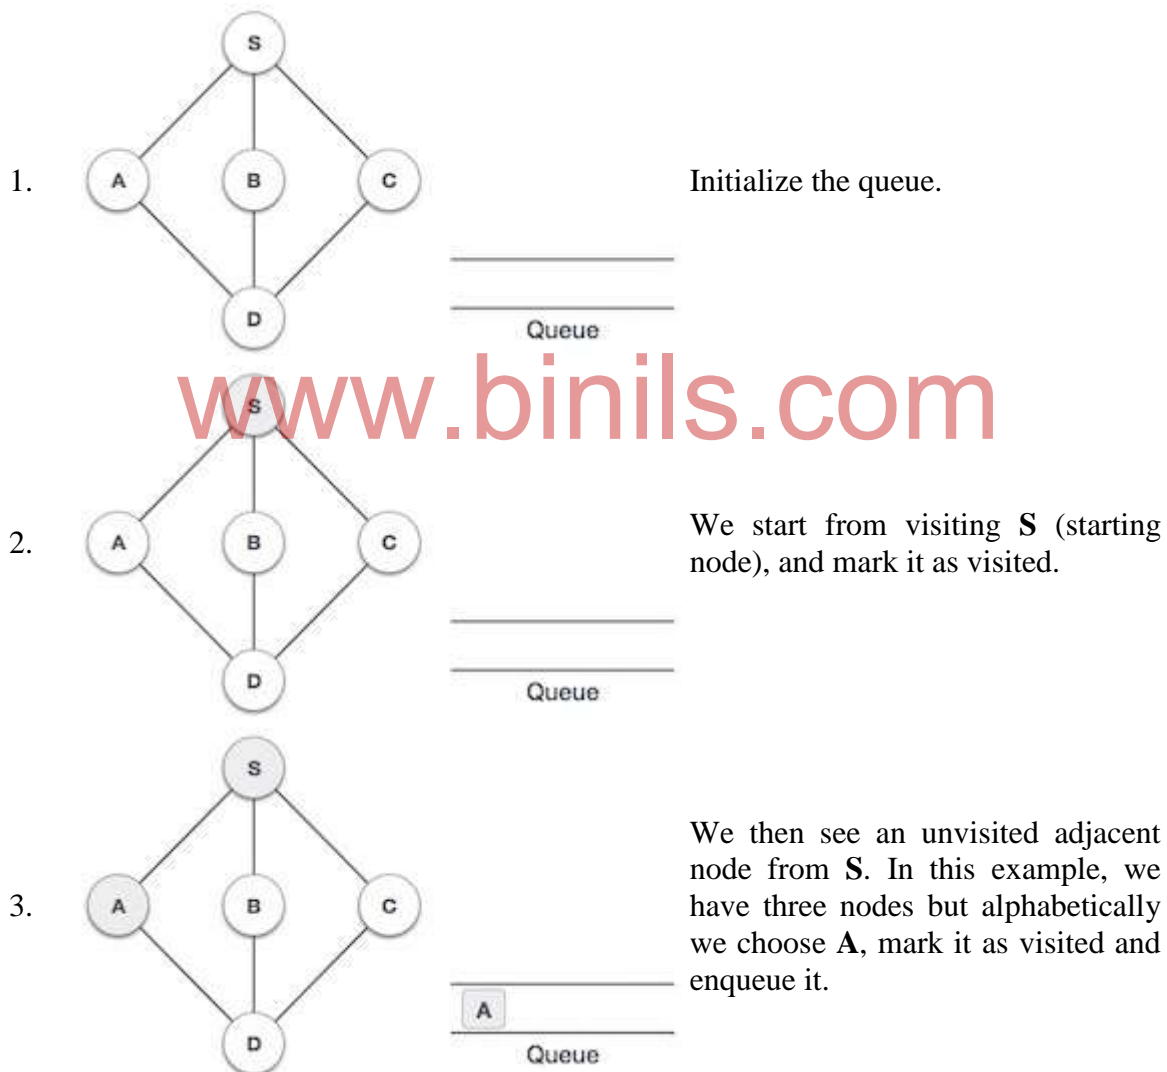 S
1.
A
B
C
Initialize the queue.
D
Queue
www.binils.com
S
We start from visiting S (starting
2.
A
B
C
node), and mark it as visited.
D
Queue
S
We then see an unvisited adjacent
node from S. In this example, we
3.
A
B
C
have three nodes but alphabetically
we choose A, mark it as visited and
enqueue it.
A
D
Queue